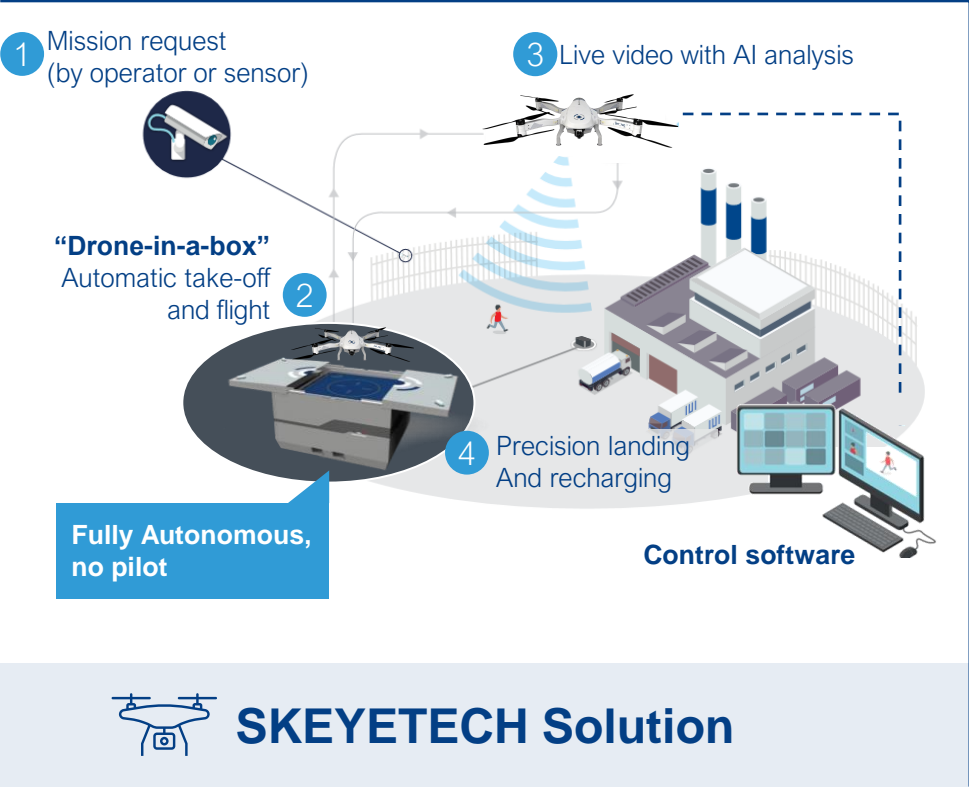 1
Mission request
(by operator or sensor)
3
Live video with AI analysis
“Drone-in-a-box”
Automatic take-off
and flight
2
4
Precision landing
And recharging
Fully Autonomous,
no pilot
Control software
SKEYETECH Solution